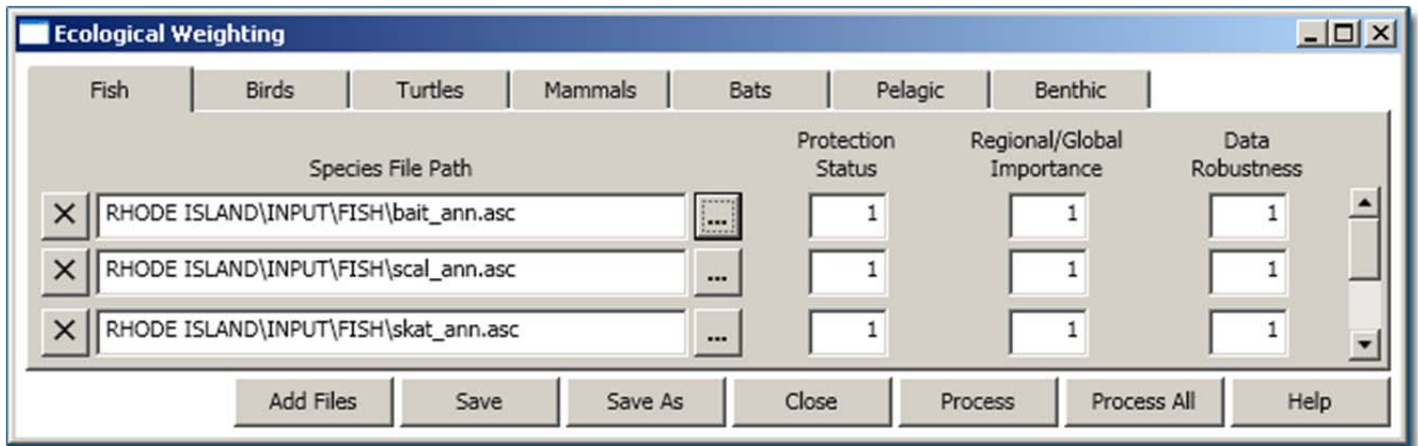 Ecological Weighting
Fish Birds Turtles Mammals Bats Pelagic Benthic
Protection Regional/Global Data
Species File Path Status Importance Robustness
X RHODE ISLAND\INPUT\FISH\bait_ann.asc ... 1 1 1
X RHODE ISLAND\INPUT\FISH\scal_ann.asc ... 1 1 1
X RHODE ISLAND\INPUT\FISH\skat_ann.asc ... 1 1 1
Add Files Save Save As Close Process Process All Help